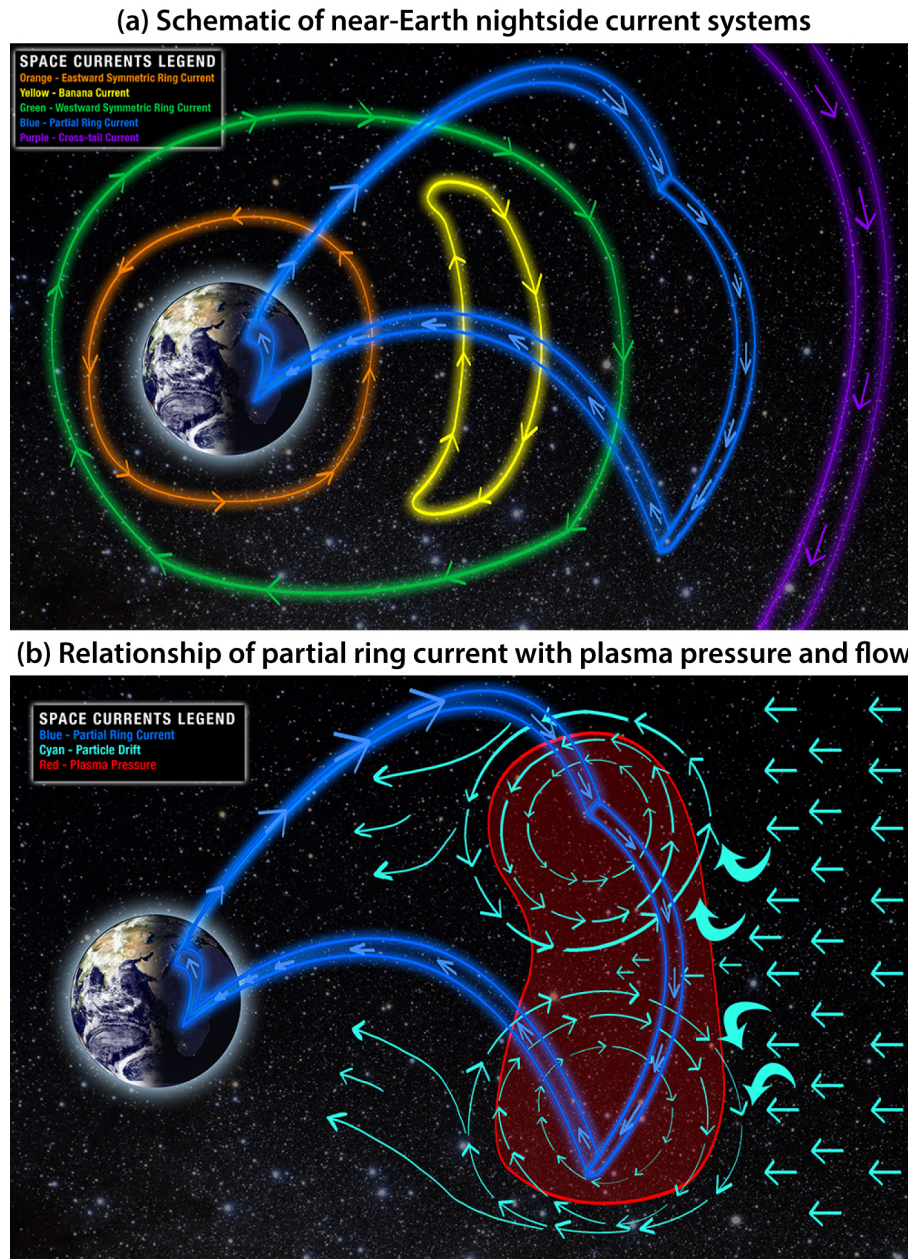 (a) Schematic of near-Earth nightside current systems
SPACE CURRENTS LEGEND
Orange - Eastward Symmetric Ring Current
Yellow - Banana Current
Green - Westward Symmetric Ring Current
Blue - Partial Ring Current
Purple - Cross-tail Current
(b) Relationship of partial ring current with plasma pressure and flow
SPACE CURRENTS LEGEND
Blue - Partial Ring Current
Cyan - Particle Drift
Red - Plasma Pressure